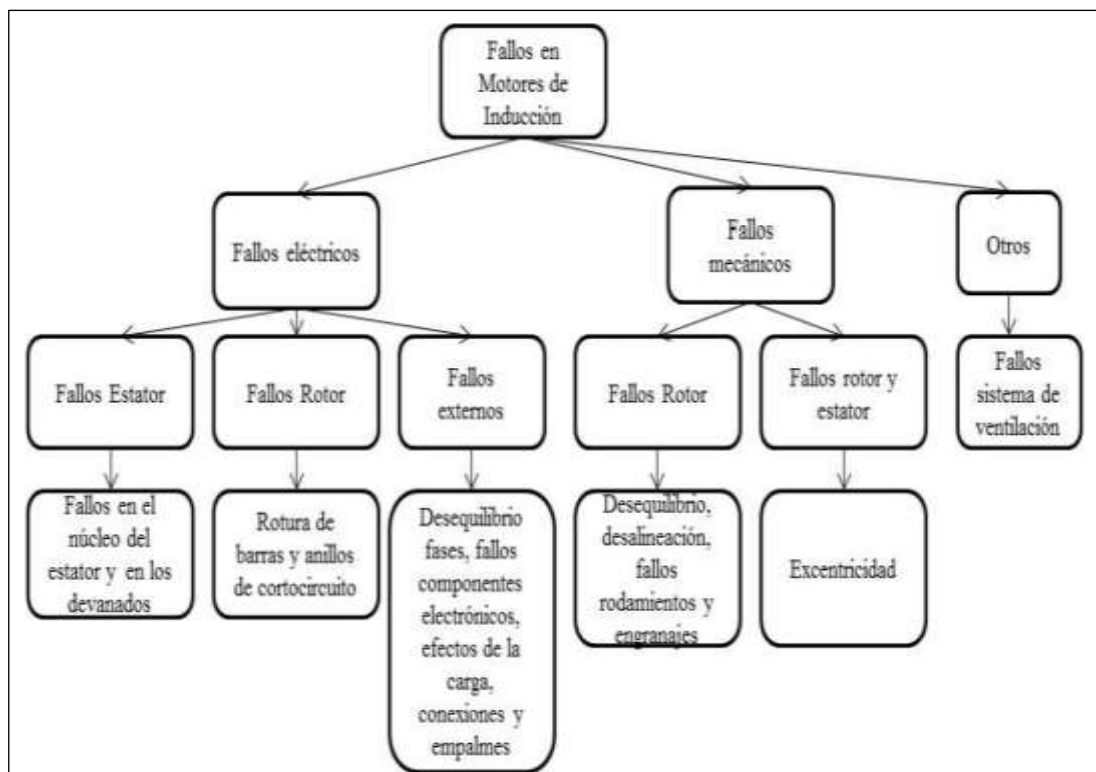 Fallos en
Motores de
Inducción
Fallos eléctricos
Fallos
mecánicos
Otros
Fallos Estator
Fallos Rotor
Fallos
externos
Fallos Rotor
Fallos rotor y
estator
Fallos
sistema de
ventilación
Fallos en el
núcleo del
estator y en los
devanados
Rotura de
barras y anillos
de cortocircuito
Desequilibrio
fases, fallos
componentes
electrónicos,
efectos de la
carga,
conexiones y
empalmes
Desequilibrio,
desalineación,
fallos
rodamientos y
engranajes
Excentricidad